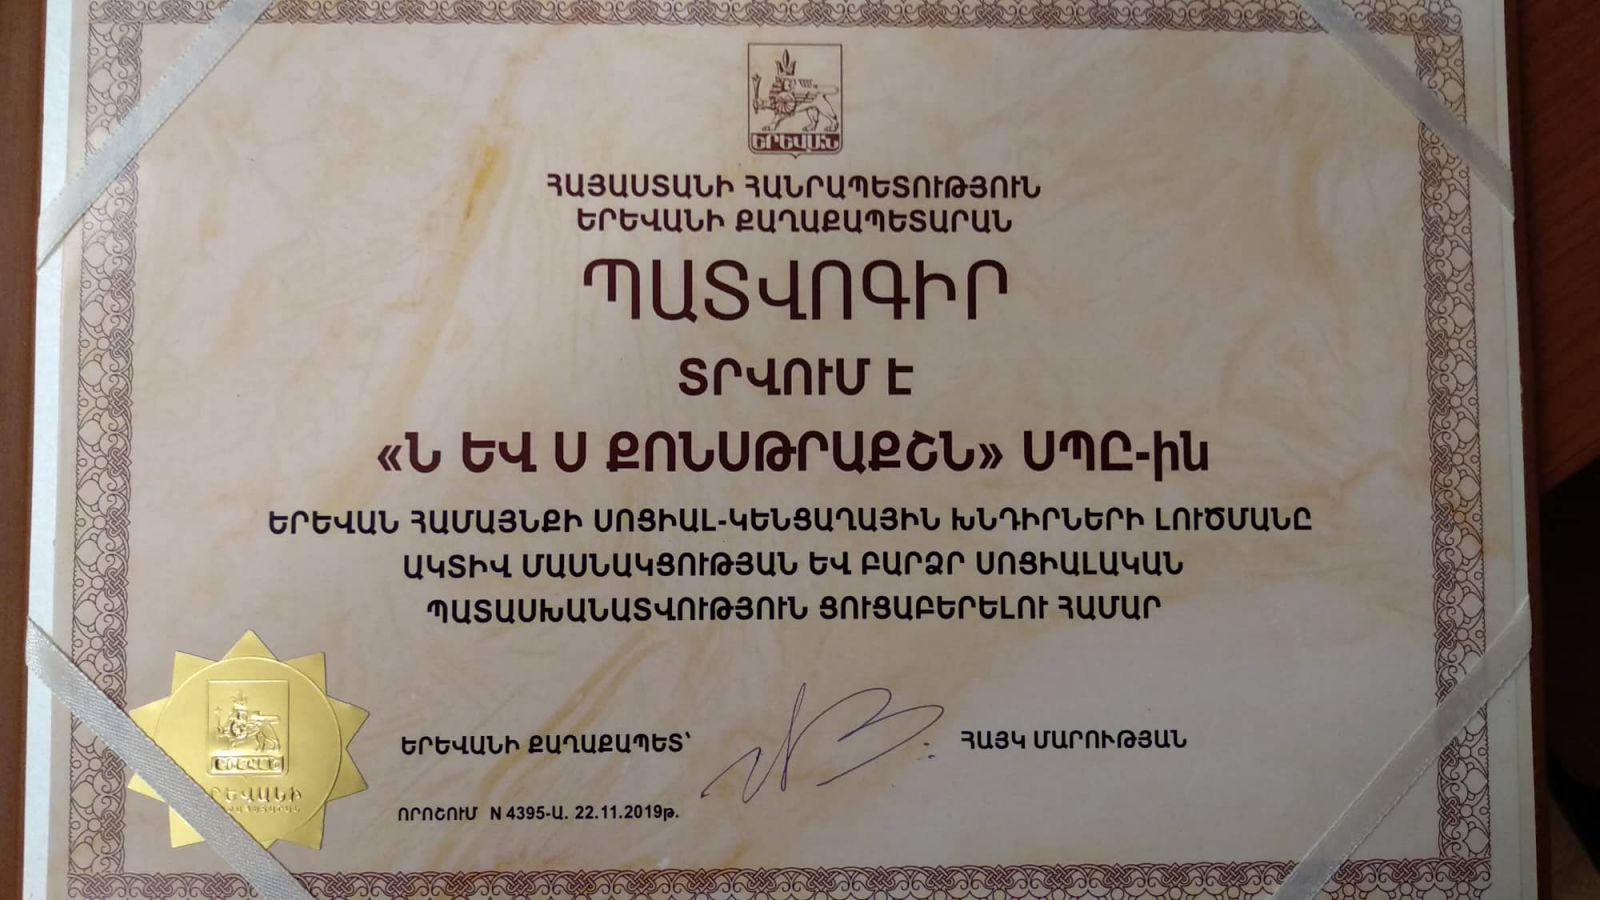 ԵՐԵՎԱՆ
ՀԱՅԱՍՏԱՆԻ ՀԱՆՐԱՊԵՏՈՒԹՅՈՒՆ
ԵՐԵՎԱՆԻ ՔԱՂԱՔԱՊԵՏԱՐԱՆ
ՊԱՏՎՈԳԻՐ
ՏՐՎՈՒՄ Է
«Ն ԵՎ Ս ՔՈՆՍԹՐԱՔՇՆ» ՍՊԸ-ին
ԵՐԵՎԱՆ ՀԱՄԱՅՆՔԻ ՍՈՑԻԱԼ-ԿԵՆՑԱՂԱՅԻՆ ԽՆԴԻՐՆԵՐԻ ԼՈՒԾՄԱՆԸ
ԱԿՏԻՎ ՄԱՍՆԱԿՑՈՒԹՅԱՆ ԵՎ ԲԱՐՁՐ ՍՈՑԻԱԼԱԿԱՆ
ՊԱՏԱՍԽԱՆԱՏՎՈՒԹՅՈՒՆ ՑՈՒՑԱԲԵՐԵԼՈՒ ՀԱՄԱՐ
ԵՐԵՎԱՆԻ ՔԱՂԱՔԱՊԵՏ՝ ՀԱՅԿ ՄԱՐՈՒԹՅԱՆ
ՈՐՈՇՈՒՄ N 4395-Ա. 22.11.2019թ.
ԵՐԵՎԱՆ